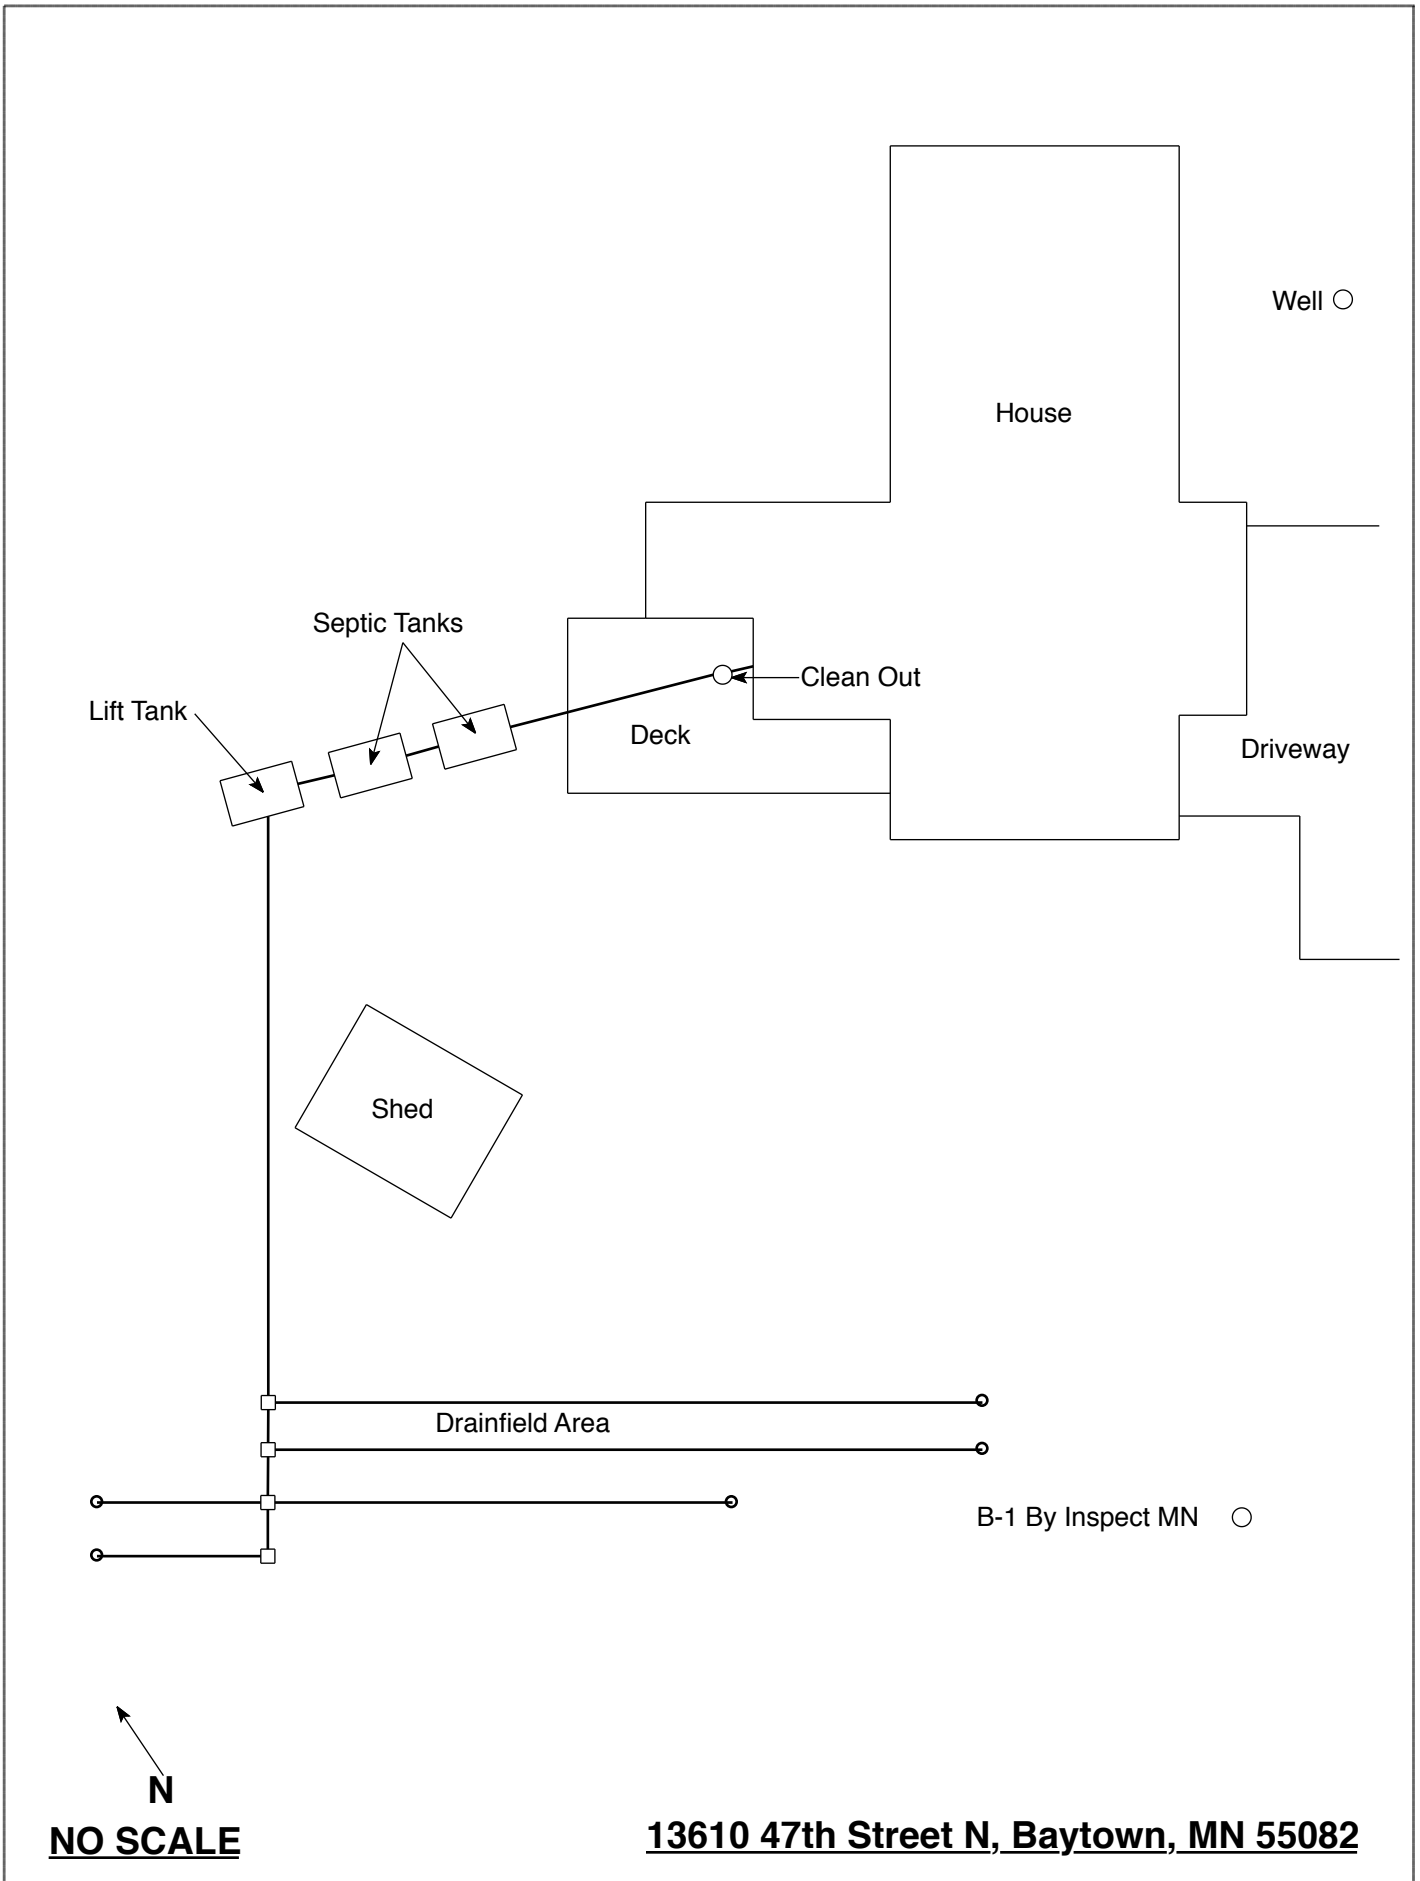 Well
House
Septic Tanks
Clean Out
Lift Tank
Deck
Driveway
Shed
Drainfield Area
B-1 By Inspect MN
N
NO SCALE
13610 47th Street N, Baytown, MN 55082